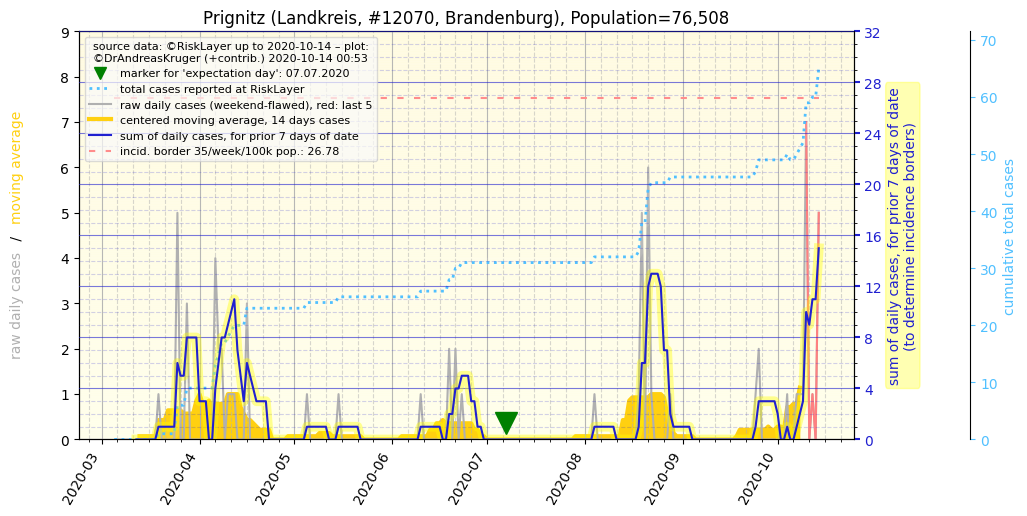 Prignitz (Landkreis, #12070, Brandenburg), Population=76,508
source data: ©RiskLayer up to 2020-10-14 – plot:
©DrAndreasKruger (+contrib.) 2020-10-14 00:53
marker for 'expectation day': 07.07.2020
total cases reported at RiskLayer
raw daily cases (weekend-flawed), red: last 5
centered moving average, 14 days cases
sum of daily cases, for prior 7 days of date
incid. border 35/week/100k pop.: 26.78
raw daily cases / moving average
9
8
7
6
5
4
3
2
1
0
2020-03
2020-04
2020-05
2020-06
2020-07
2020-08
2020-09
2020-10
32
28
24
20
16
12
8
4
0
sum of daily cases, for prior 7 days of date
(to determine incidence borders)
70
60
50
40
30
20
10
0
cumulative total cases